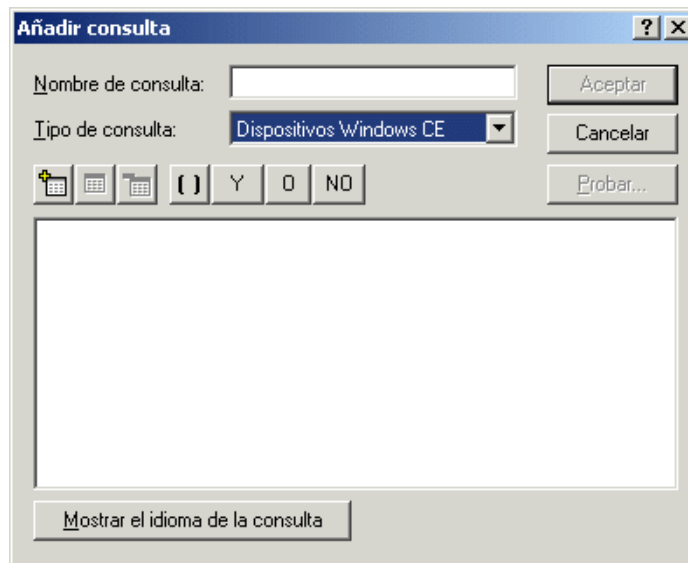 Añadir consulta
Nombre de consulta:
Aceptar
Tipo de consulta:
Dispositivos Windows CE
Cancelar
( ) Y O NO
Probar...
Mostrar el idioma de la consulta